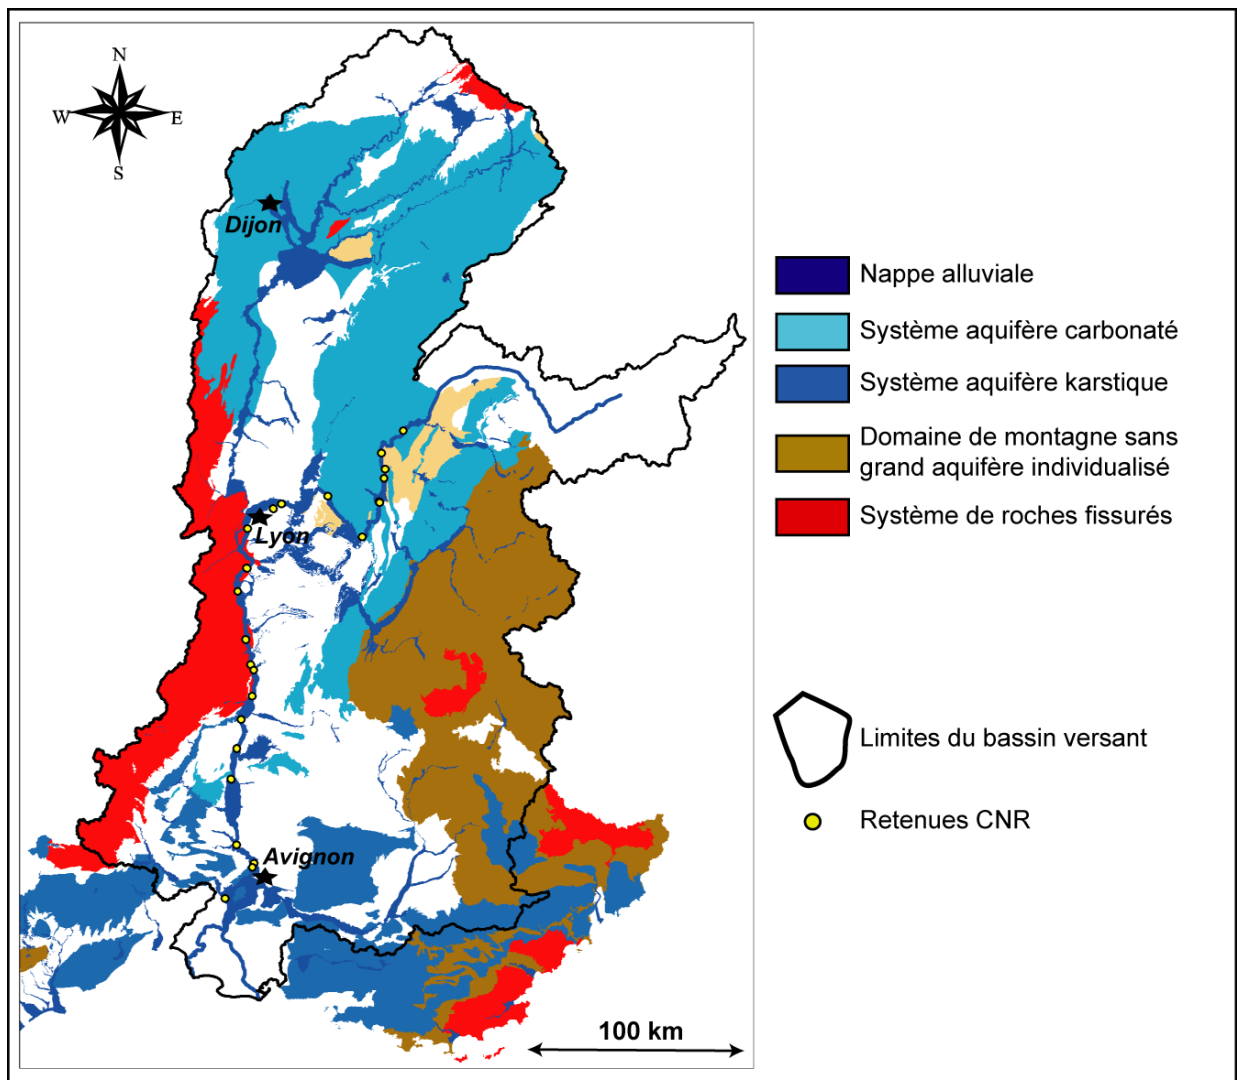 N
W
E
S
Dijon
Lyon
Avignon
100 km
Nappe alluviale
Système aquifère carbonaté
Système aquifère karstique
Domaine de montagne sans
grand aquifère individualisé
Système de roches fissurés
Limites du bassin versant
Retenues CNR